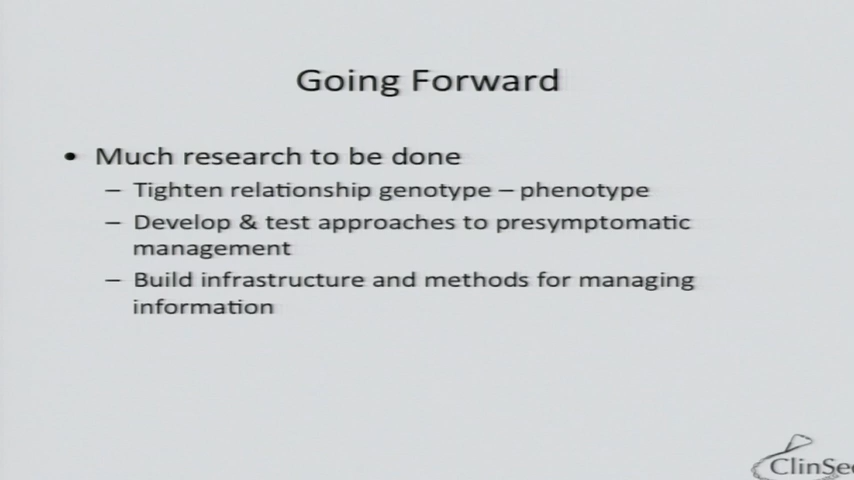 Going Forward
• Much research to be done
– Tighten relationship genotype – phenotype
– Develop & test approaches to presymptomatic
management
– Build infrastructure and methods for managing
information